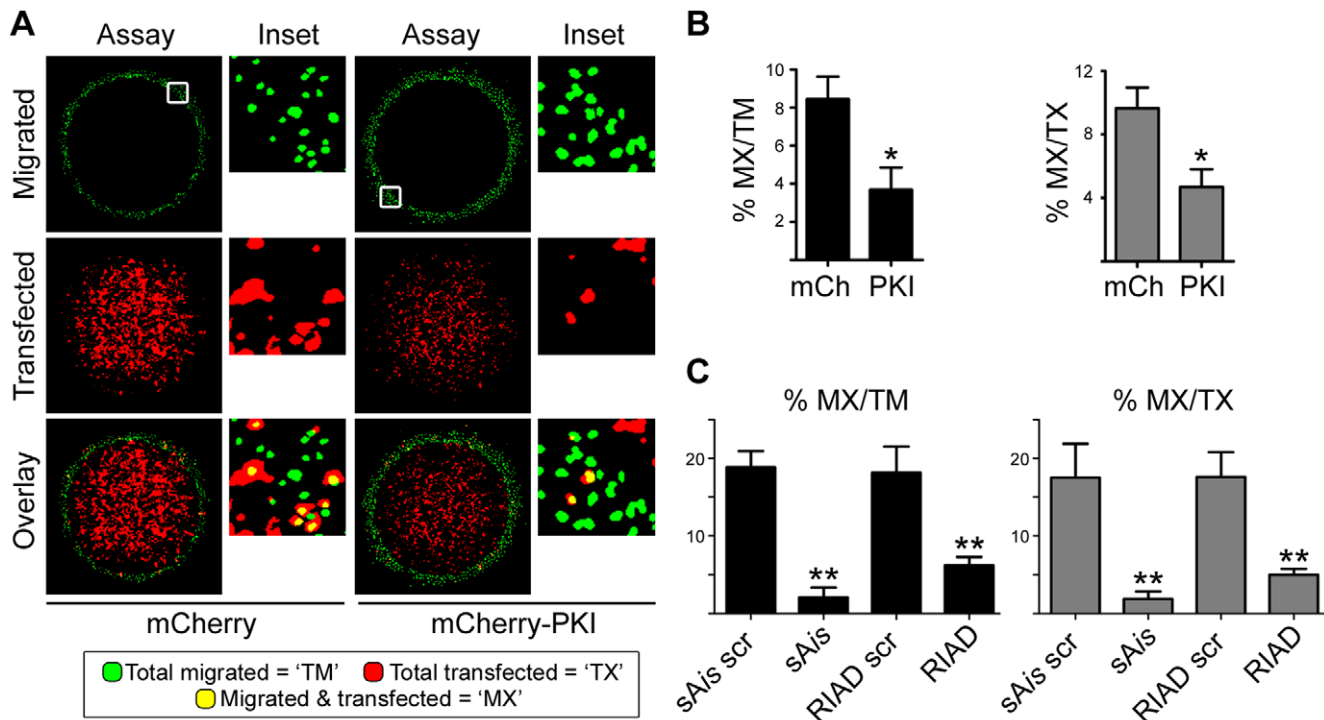 A
Assay
Inset
Assay
Inset
Migrated
Transfected
Overlay
mCherry
mCherry-PKI
Total migrated = ‘TM’
Total transfected = ‘TX’
Migrated & transfected = ‘MX’
B
% MX/TM
10
8
6
4
2
mCh
PKI
*
% MX/TX
12
8
4
mCh
PKI
*
C
% MX/TM
20
10
**
**
sAis scr
sAis
RIAD scr
RIAD
% MX/TX
20
10
**
**
sAis scr
sAis
RIAD scr
RIAD